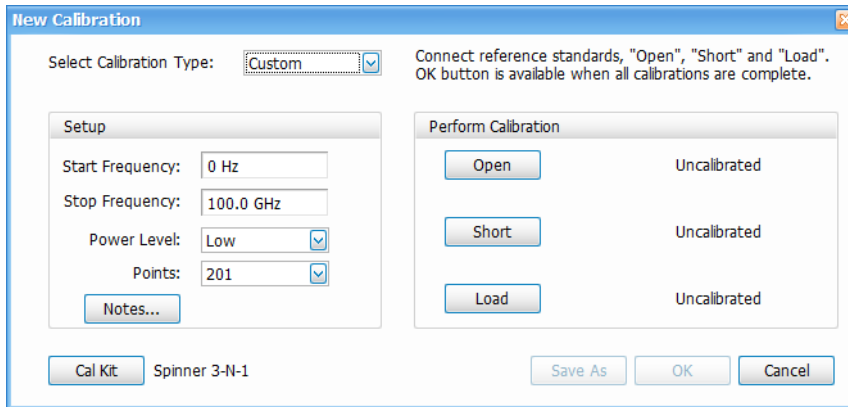 New Calibration
Select Calibration Type: Custom
Connect reference standards, "Open", "Short" and "Load".
OK button is available when all calibrations are complete.
Setup
Start Frequency: 0 Hz
Stop Frequency: 100.0 GHz
Power Level: Low
Points: 201
Notes...
Perform Calibration
Open Uncalibrated
Short Uncalibrated
Load Uncalibrated
Cal Kit Spinner 3-N-1
Save As OK Cancel